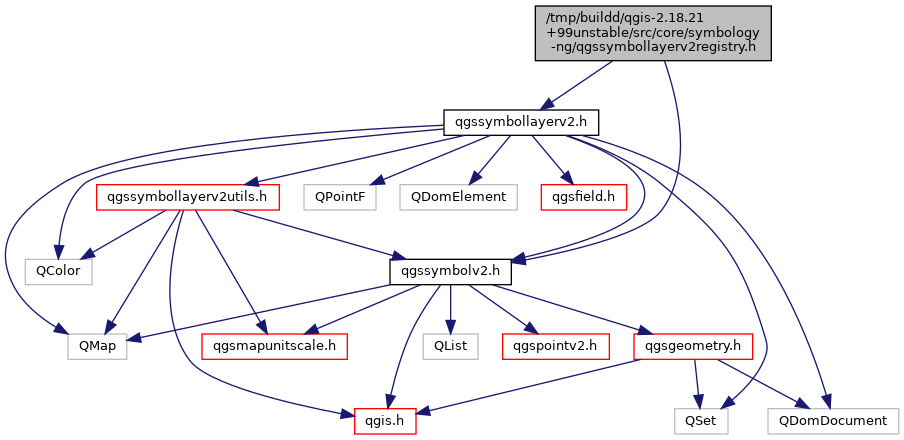 /tmp/buildd/qgis-2.18.21
+99unstable/src/core/symbology
-ng/qgssymbollayerv2registry.h
qgssymbollayerv2.h
qgssymbollayerv2utils.h
QPointF
QDomElement
qgsfield.h
QColor
qgssymbolv2.h
QMap
qgsmapunitscale.h
QList
qgspointv2.h
qgsgeometry.h
qgis.h
QSet
QDomDocument